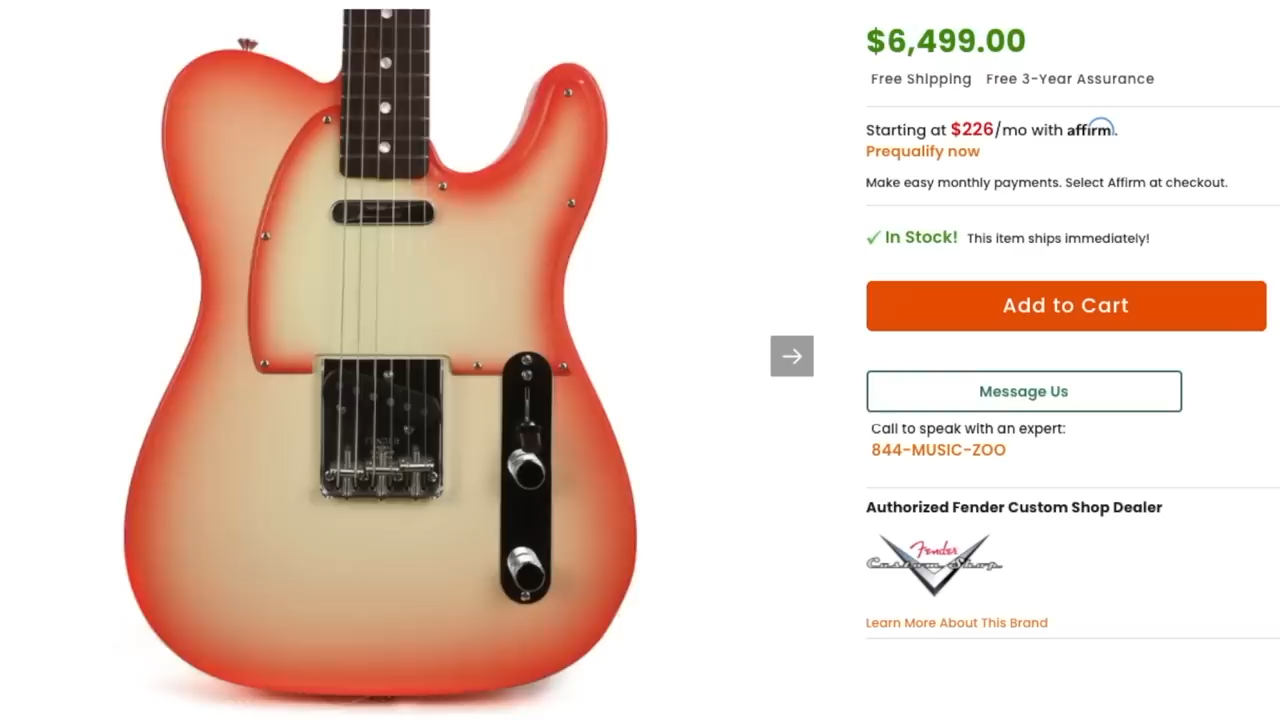 $6,499.00
Free Shipping Free 3-Year Assurance
Starting at $226/mo with affirm.
Prequalify now
Make easy monthly payments. Select Affirm at checkout.
✓ In Stock! This item ships immediately!
Add to Cart
Message Us
Call to speak with an expert:
844-MUSIC-ZOO
Authorized Fender Custom Shop Dealer
Fender
Custom Shop
Learn More About This Brand
FENDER